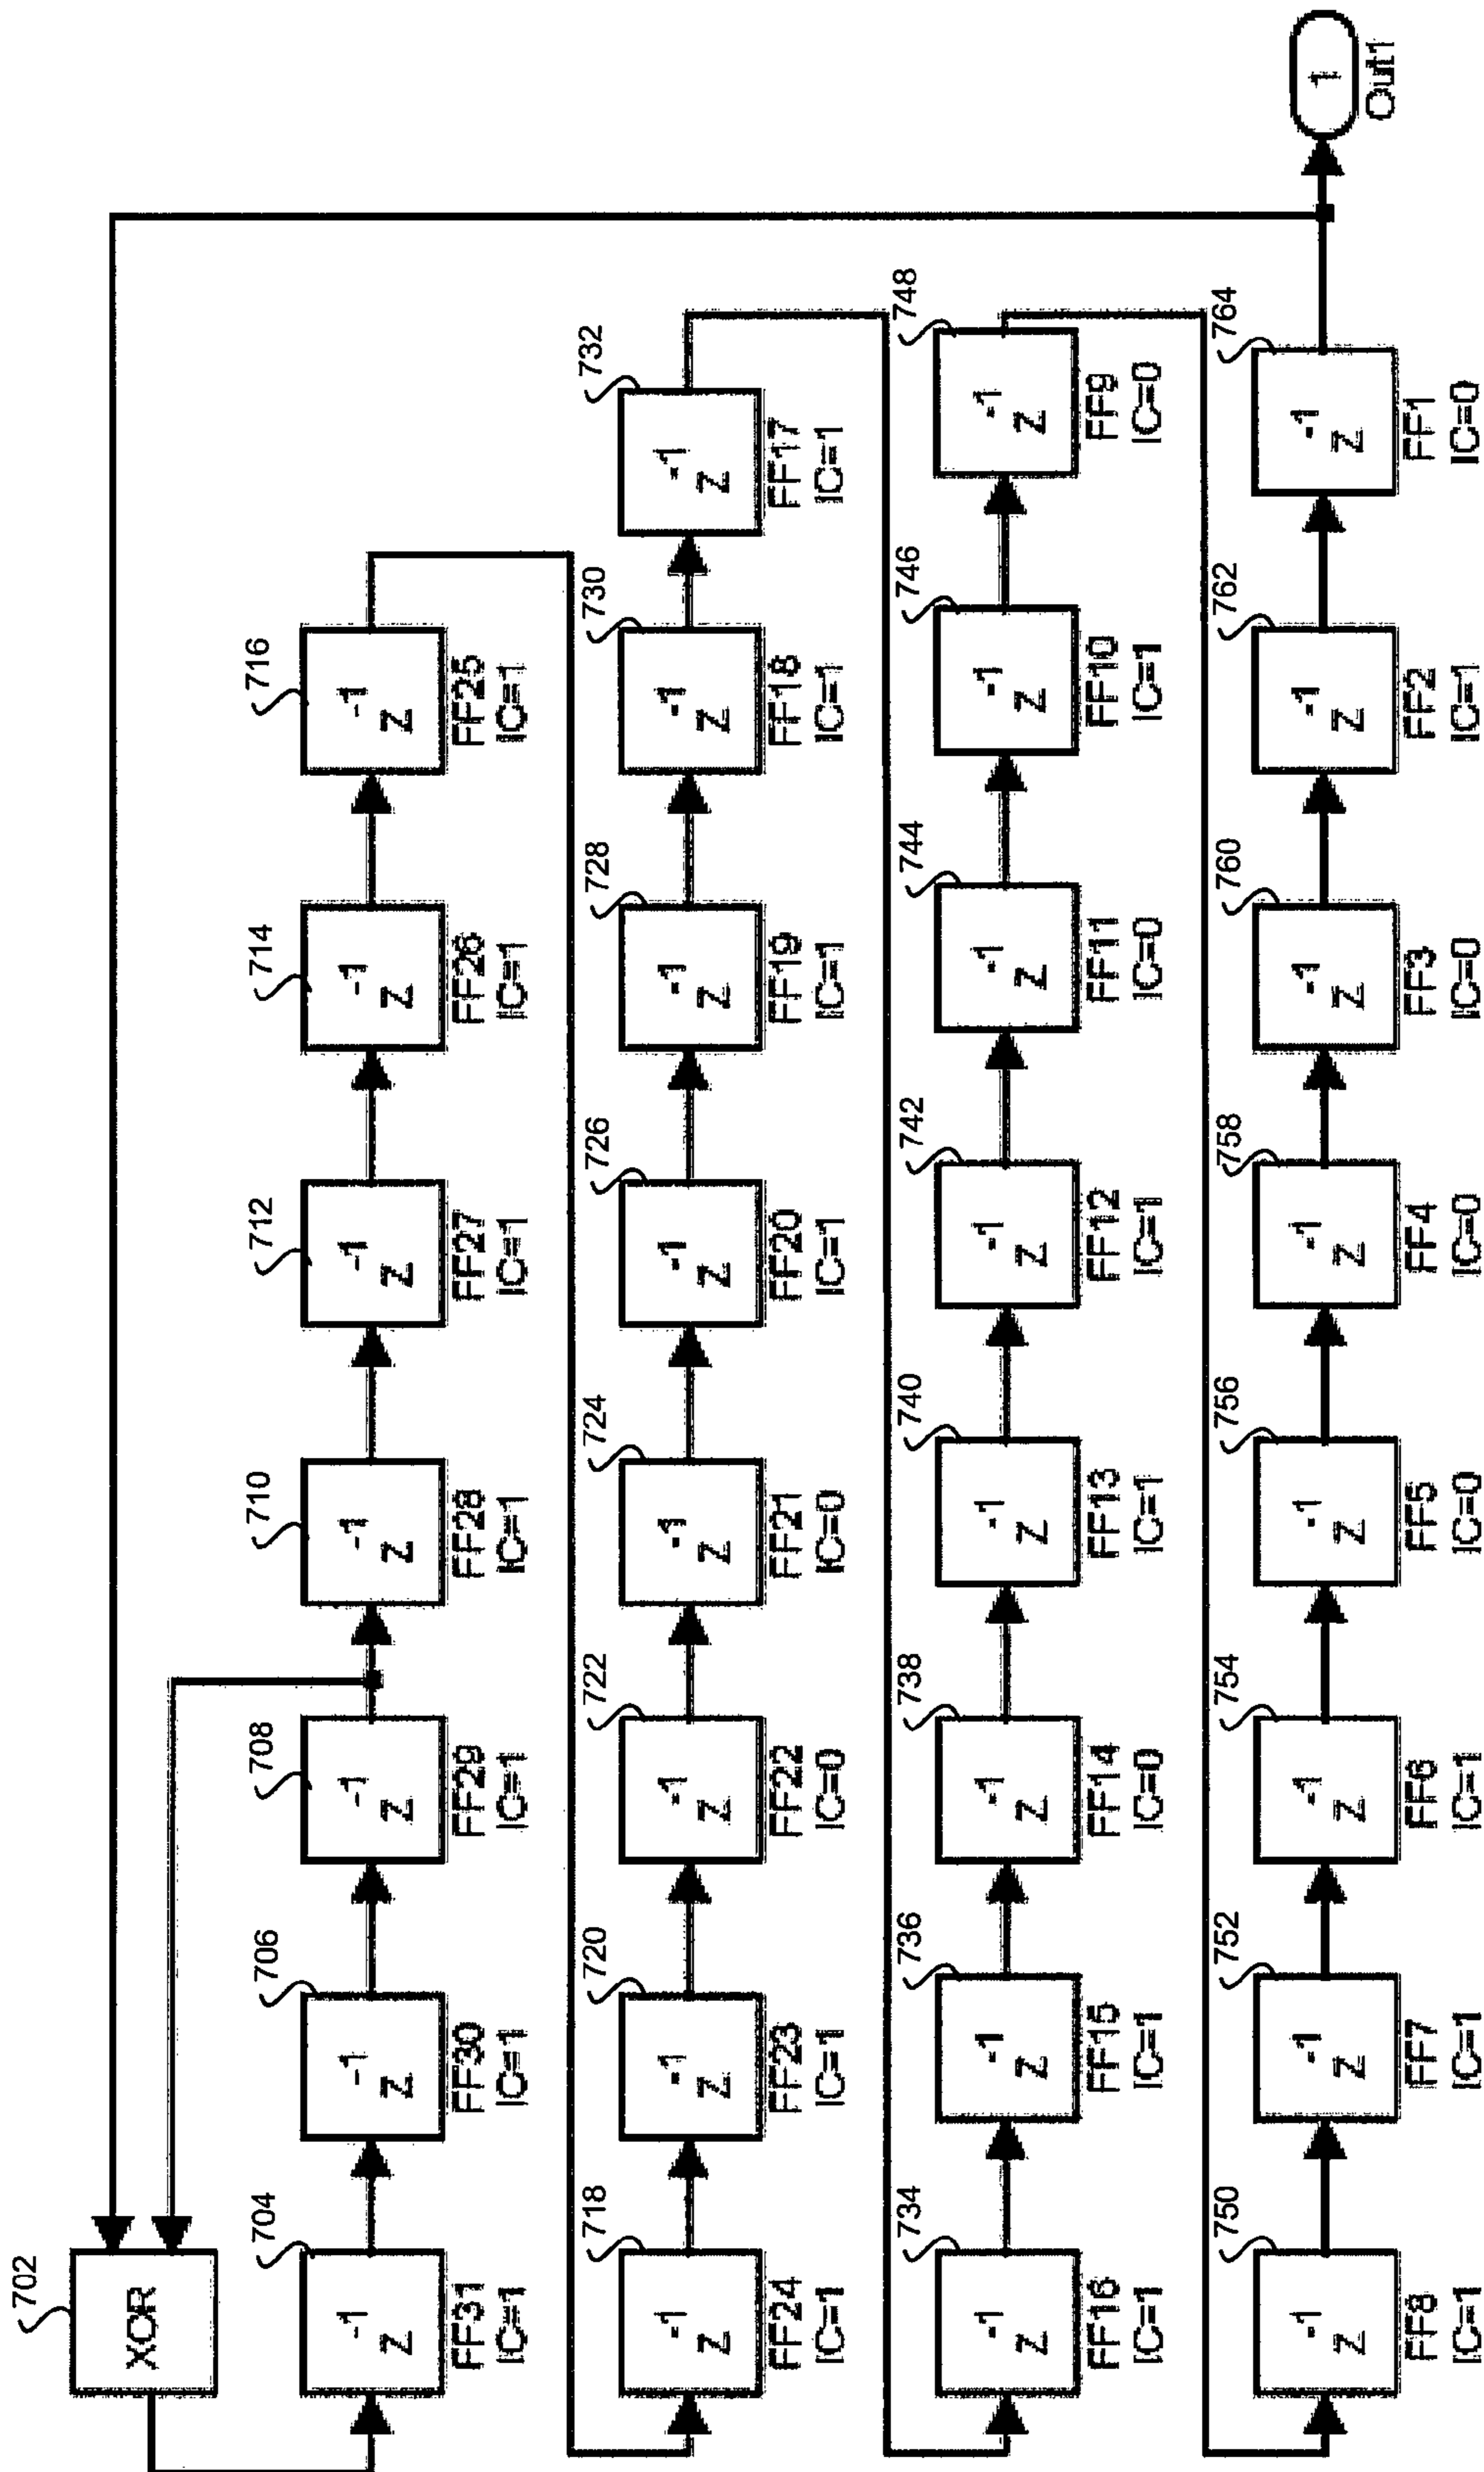 702
XOR
704
z-1
FF31
IC=1
706
z-1
FF30
IC=1
708
z-1
FF29
IC=1
710
z-1
FF28
IC=1
712
z-1
FF27
IC=1
714
z-1
FF26
IC=1
716
z-1
FF25
IC=1
718
z-1
FF24
IC=1
720
z-1
FF23
IC=1
722
z-1
FF22
IC=0
724
z-1
FF21
IC=0
726
z-1
FF20
IC=1
728
z-1
FF19
IC=1
730
z-1
FF18
IC=1
732
z-1
FF17
IC=1
734
z-1
FF16
IC=1
736
z-1
FF15
IC=1
738
z-1
FF14
IC=0
740
z-1
FF13
IC=1
742
z-1
FF12
IC=1
744
z-1
FF11
IC=0
746
z-1
FF10
IC=1
748
z-1
FF9
IC=0
750
z-1
FF8
IC=1
752
z-1
FF7
IC=1
754
z-1
FF6
IC=1
756
z-1
FF5
IC=0
758
z-1
FF4
IC=0
760
z-1
FF3
IC=0
762
z-1
FF2
IC=1
764
z-1
FF1
IC=0
1
Out1